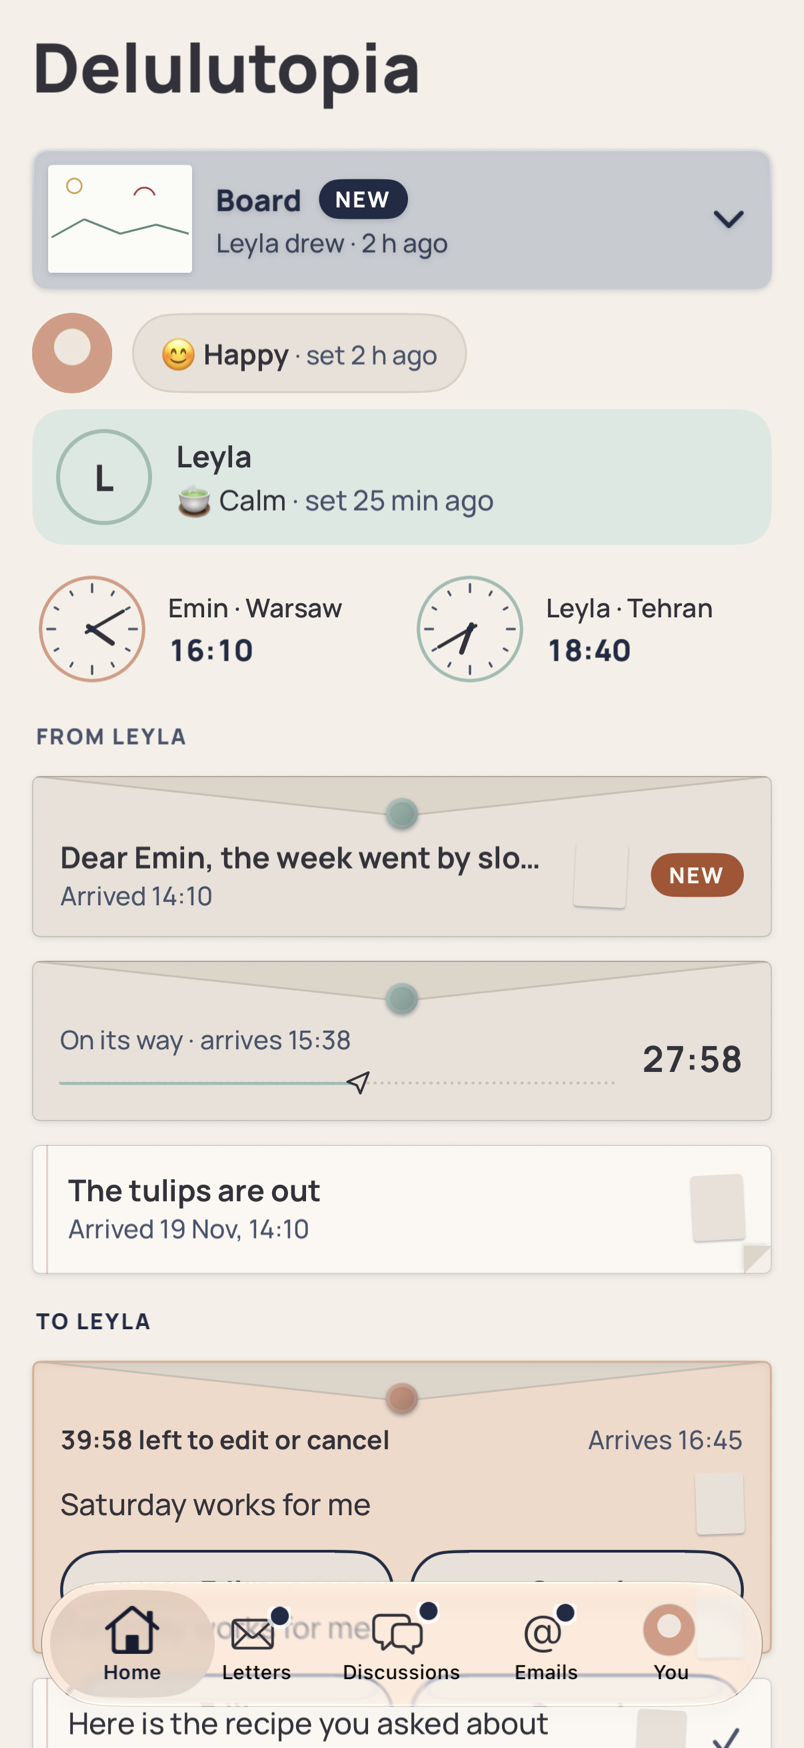 Delulutopia
Board NEW
Leyla drew · 2 h ago
😊 Happy · set 2 h ago
L
Leyla
🍵 Calm · set 25 min ago
Emin · Warsaw
16:10
Leyla · Tehran
18:40
FROM LEYLA
Dear Emin, the week went by slo...
Arrived 14:10
NEW
On its way · arrives 15:38
27:58
The tulips are out
Arrived 19 Nov, 14:10
TO LEYLA
39:58 left to edit or cancel
Arrives 16:45
Saturday works for me
works for me
Home
Letters
Discussions
@
Emails
You
Here is the recipe you asked about